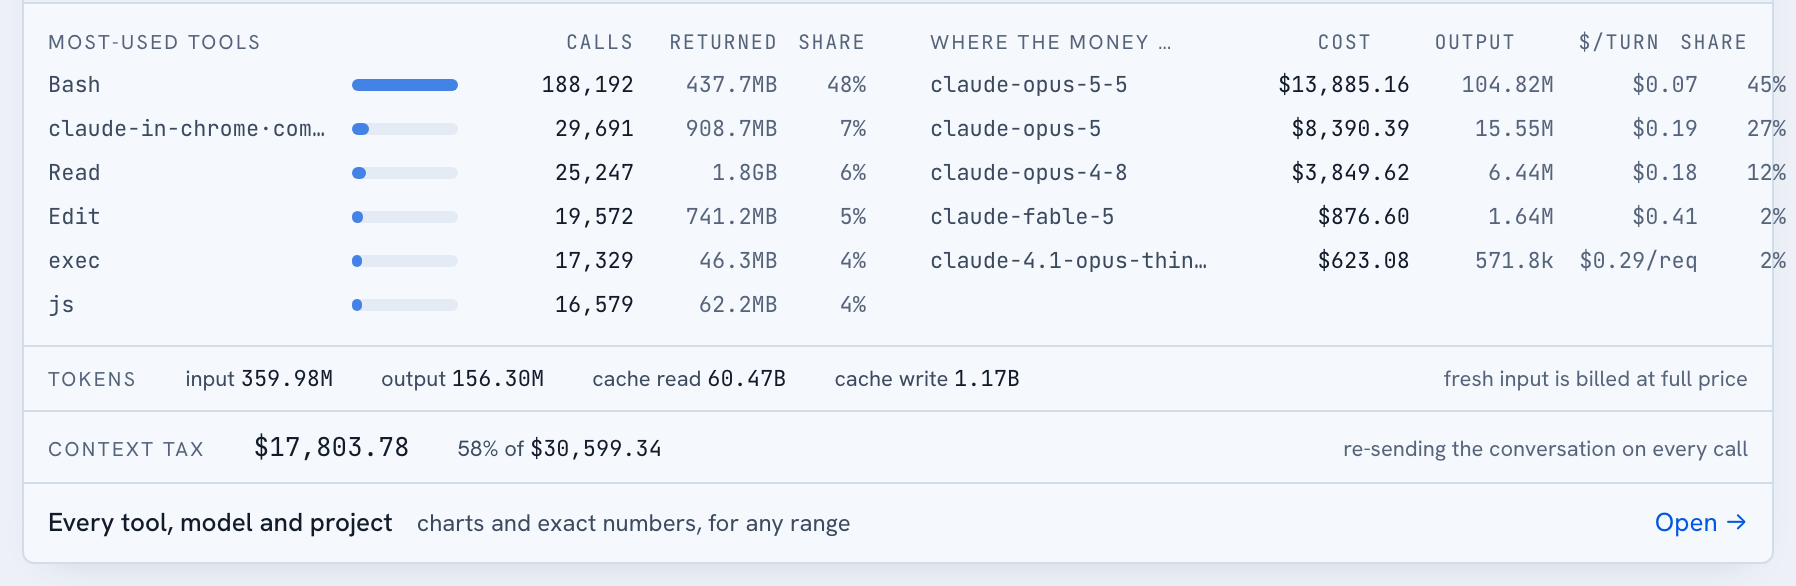 MOST-USED TOOLS CALLS RETURNED SHARE WHERE THE MONEY … COST OUTPUT $/TURN SHARE
Bash 188,192 437.7MB 48% claude-opus-5-5 $13,885.16 104.82M $0.07 45%
claude-in-chrome·com… 29,691 908.7MB 7% claude-opus-5 $8,390.39 15.55M $0.19 27%
Read 25,247 1.8GB 6% claude-opus-4-8 $3,849.62 6.44M $0.18 12%
Edit 19,572 741.2MB 5% claude-fable-5 $876.60 1.64M $0.41 2%
exec 17,329 46.3MB 4% claude-4.1-opus-thin… $623.08 571.8k $0.29/req 2%
js 16,579 62.2MB 4%
TOKENS input 359.98M output 156.30M cache read 60.47B cache write 1.17B fresh input is billed at full price
CONTEXT TAX $17,803.78 58% of $30,599.34 re-sending the conversation on every call
Every tool, model and project charts and exact numbers, for any range Open →